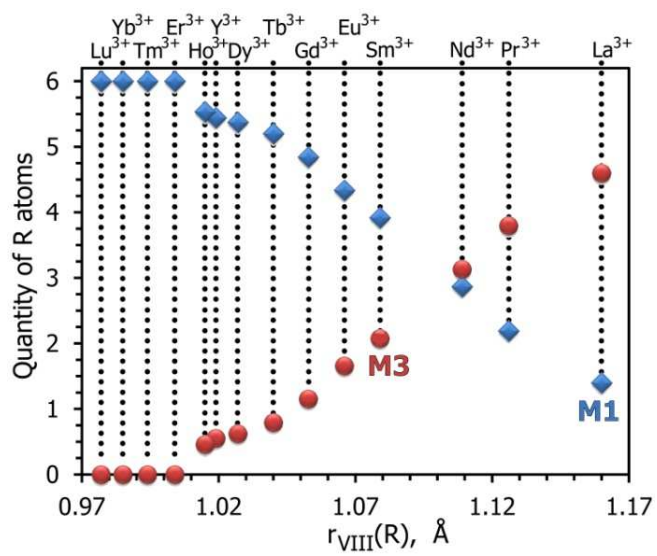 Yb³⁺ Er³⁺ Y³⁺ Tb³⁺ Eu³⁺
Lu³⁺ Tm³⁺ Ho³⁺ Dy³⁺ Gd³⁺ Sm³⁺ Nd³⁺ Pr³⁺ La³⁺
6
5
4
3
2
1
0
Quantity of R atoms
M3
M1
0.97 1.02 1.07 1.12 1.17
r_VIII(R), Å